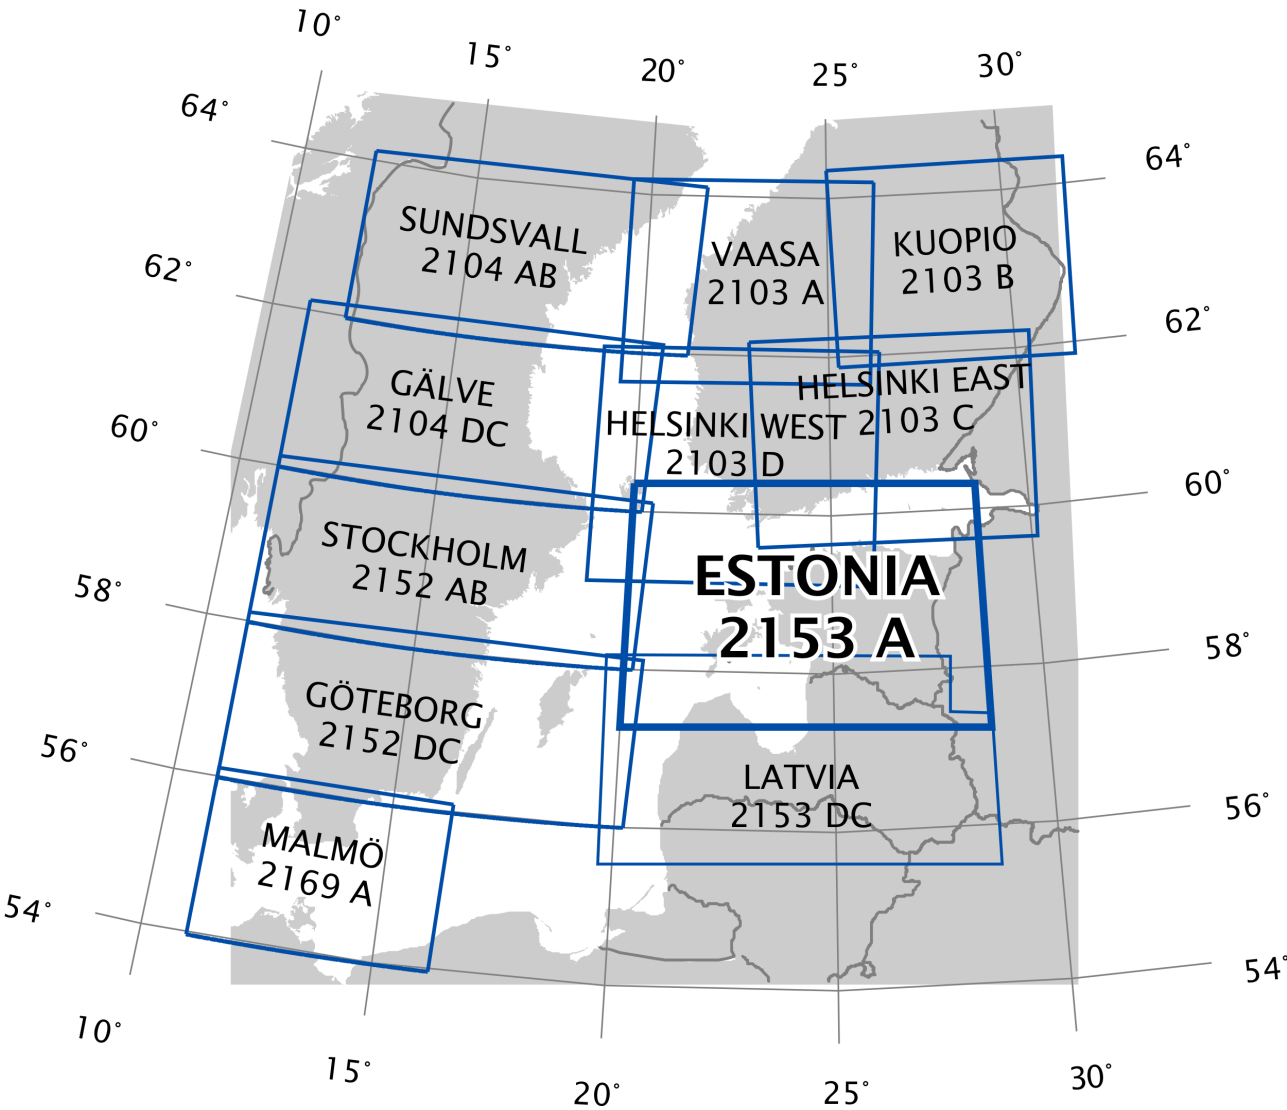 10°
15°
20°
25°
30°
64°
64°
SUNDSVALL
2104 AB
VAASA
2103 A
KUOPIO
2103 B
62°
62°
GÄLVE
2104 DC
HELSINKI EAST
2103 C
HELSINKI WEST
2103 D
60°
60°
STOCKHOLM
2152 AB
ESTONIA
2153 A
58°
58°
GÖTEBORG
2152 DC
56°
56°
LATVIA
2153 DC
MALMÖ
2169 A
54°
54°
10°
15°
20°
25°
30°